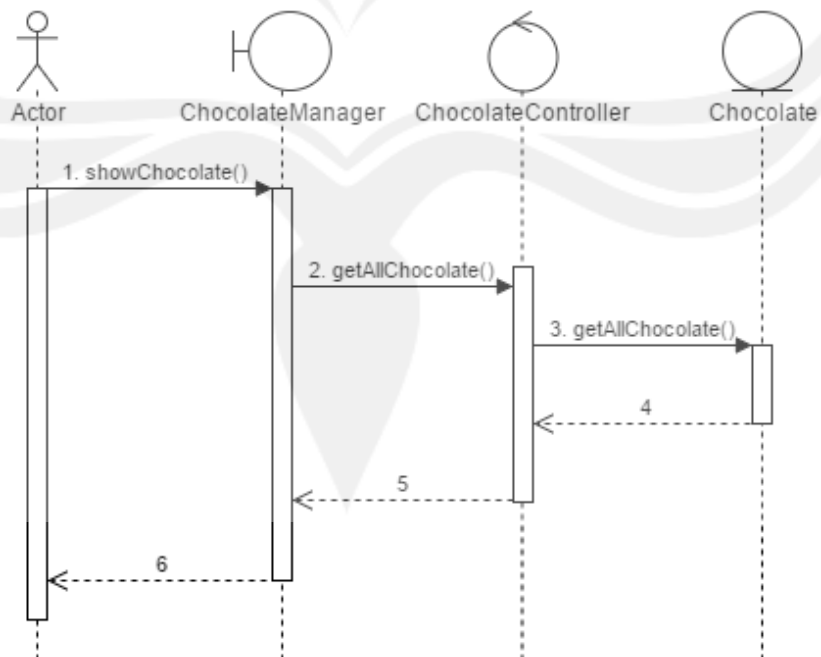 Actor
ChocolateManager
ChocolateController
Chocolate
1. showChocolate()
2. getAllChocolate()
3. getAllChocolate()
4
5
6